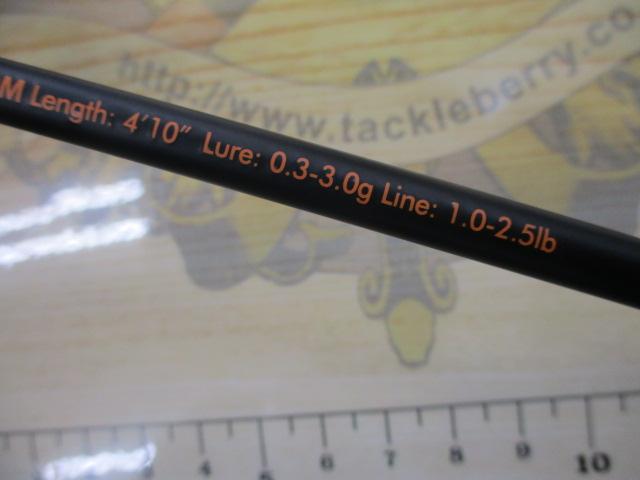 http://www.tackleberry.co
M Length: 4'10" Lure: 0.3-3.0g Line: 1.0-2.5lb
4 5 6 7 8 9 10